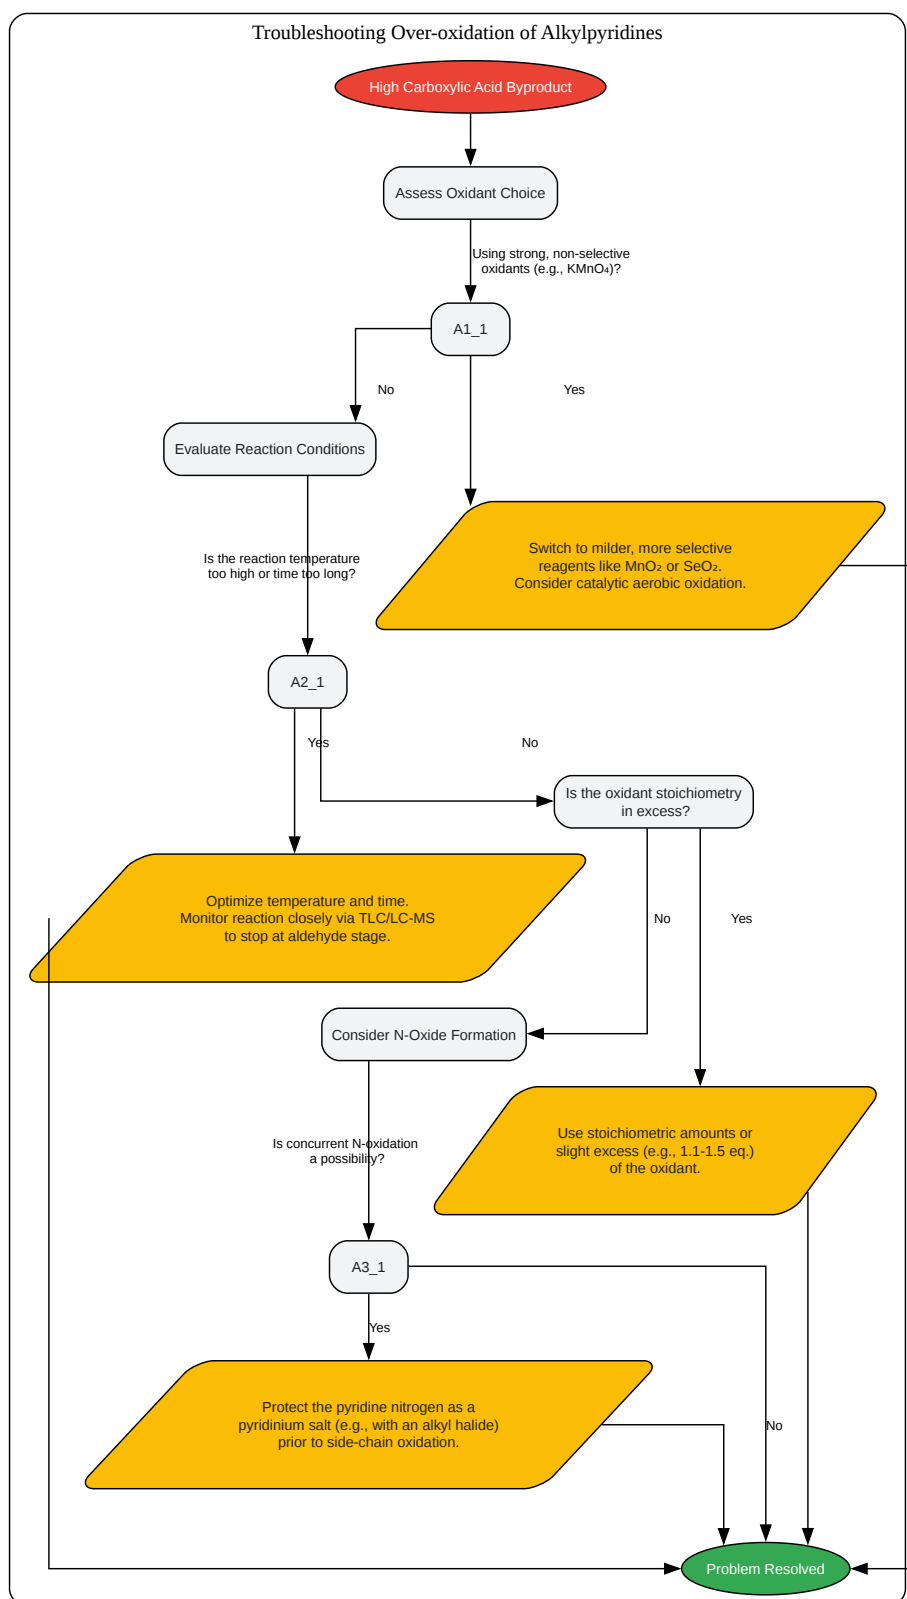 Troubleshooting Over-oxidation of Alkylpyridines
High Carboxylic Acid Byproduct
Assess Oxidant Choice
Using strong, non-selective
oxidants (e.g., KMnO₄)?
A1_1
No
Yes
Evaluate Reaction Conditions
Switch to milder, more selective
reagents like MnO₂ or SeO₂.
Consider catalytic aerobic oxidation.
Is the reaction temperature
too high or time too long?
A2_1
Yes
No
Is the oxidant stoichiometry
in excess?
Optimize temperature and time.
Monitor reaction closely via TLC/LC-MS
to stop at aldehyde stage.
No
Yes
Consider N-Oxide Formation
Use stoichiometric amounts or
slight excess (e.g., 1.1-1.5 eq.)
of the oxidant.
Is concurrent N-oxidation
a possibility?
A3_1
Yes
Protect the pyridine nitrogen as a
pyridinium salt (e.g., with an alkyl halide)
prior to side-chain oxidation.
No
Problem Resolved